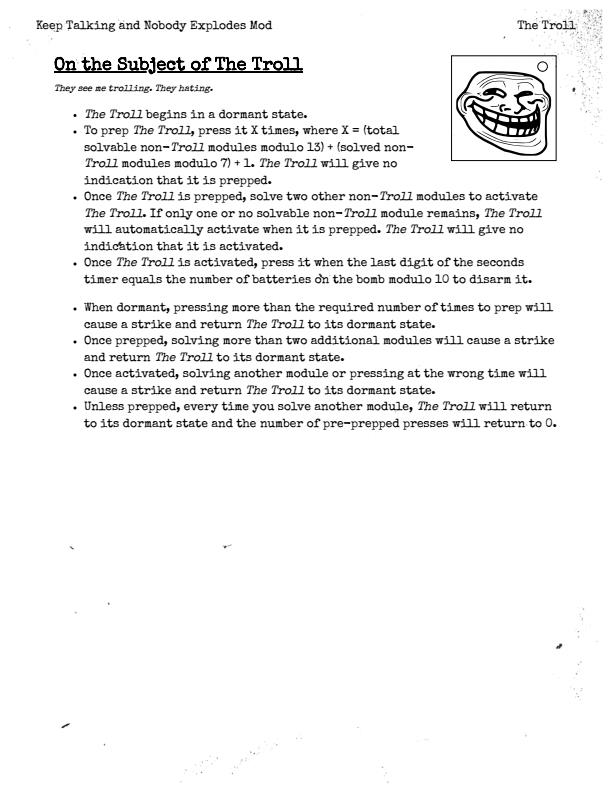 Keep Talking and Nobody Explodes Mod The Troll
On the Subject of The Troll
They see me trolling. They hating.
• The Troll begins in a dormant state.
• To prep The Troll, press it X times, where X = (total
solvable non-Troll modules modulo 13) + (solved non-
Troll modules modulo 7) + 1. The Troll will give no
indication that it is prepped.
• Once The Troll is prepped, solve two other non-Troll modules to activate
The Troll. If only one or no solvable non-Troll module remains, The Troll
will automatically activate when it is prepped. The Troll will give no
indication that it is activated.
• Once The Troll is activated, press it when the last digit of the seconds
timer equals the number of batteries on the bomb modulo 10 to disarm it.
• When dormant, pressing more than the required number of times to prep will
cause a strike and return The Troll to its dormant state.
• Once prepped, solving more than two additional modules will cause a strike
and return The Troll to its dormant state.
• Once activated, solving another module or pressing at the wrong time will
cause a strike and return The Troll to its dormant state.
• Unless prepped, every time you solve another module, The Troll will return
to its dormant state and the number of pre-prepped presses will return to 0.